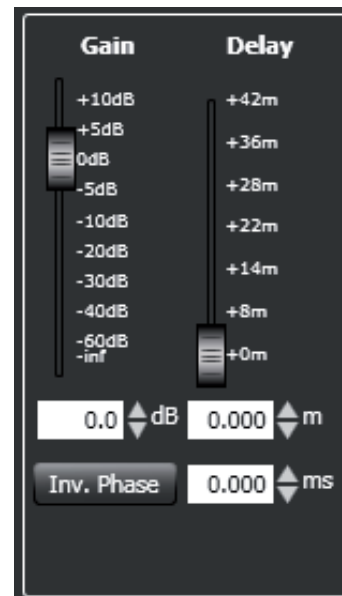 Gain Delay
+10dB +42m
+5dB +36m
0dB
-5dB +28m
-10dB +22m
-20dB
-30dB +14m
-40dB +8m
-60dB
-inf +0m
0.0 dB 0.000 m
Inv. Phase 0.000 ms